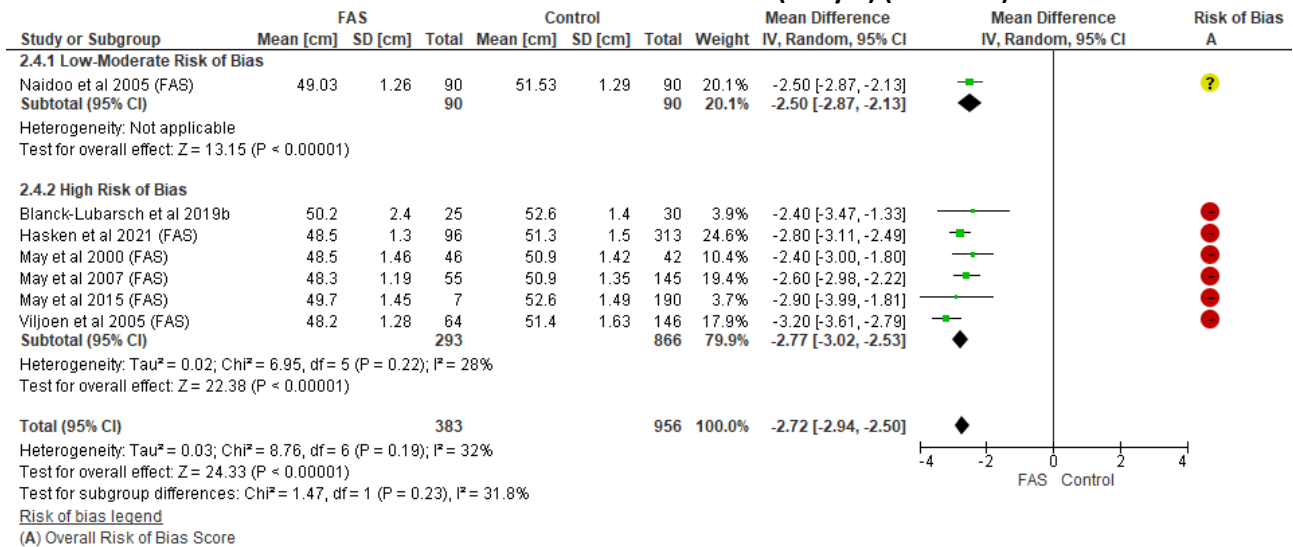 FAS Control Mean Difference Mean Difference Risk of Bias
Study or Subgroup Mean [cm] SD [cm] Total Mean [cm] SD [cm] Total Weight IV, Random, 95% CI IV, Random, 95% CI A
2.4.1 Low-Moderate Risk of Bias
Naidoo et al 2005 (FAS) 49.03 1.26 90 51.53 1.29 90 20.1% -2.50 [-2.87, -2.13] ?
Subtotal (95% CI) 90 90 20.1% -2.50 [-2.87, -2.13]
Heterogeneity: Not applicable
Test for overall effect: Z = 13.15 (P < 0.00001)
2.4.2 High Risk of Bias
Blanck-Lubarsch et al 2019b 50.2 2.4 25 52.6 1.4 30 3.9% -2.40 [-3.47, -1.33]
Hasken et al 2021 (FAS) 48.5 1.3 96 51.3 1.5 313 24.6% -2.80 [-3.11, -2.49]
May et al 2000 (FAS) 48.5 1.46 46 50.9 1.42 42 10.4% -2.40 [-3.00, -1.80]
May et al 2007 (FAS) 48.3 1.19 55 50.9 1.35 145 19.4% -2.60 [-2.98, -2.22]
May et al 2015 (FAS) 49.7 1.45 7 52.6 1.49 190 3.7% -2.90 [-3.99, -1.81]
Viljoen et al 2005 (FAS) 48.2 1.28 64 51.4 1.63 146 17.9% -3.20 [-3.61, -2.79]
Subtotal (95% CI) 293 866 79.9% -2.77 [-3.02, -2.53]
Heterogeneity: Tau² = 0.02; Chi² = 6.95, df = 5 (P = 0.22); I² = 28%
Test for overall effect: Z = 22.38 (P < 0.00001)
Total (95% CI) 383 956 100.0% -2.72 [-2.94, -2.50]
Heterogeneity: Tau² = 0.03; Chi² = 8.76, df = 6 (P = 0.19); I² = 32%
-4 -2 0 2 4
Test for overall effect: Z = 24.33 (P < 0.00001)
FAS Control
Test for subgroup differences: Chi² = 1.47, df = 1 (P = 0.23), I² = 31.8%
Risk of bias legend
(A) Overall Risk of Bias Score